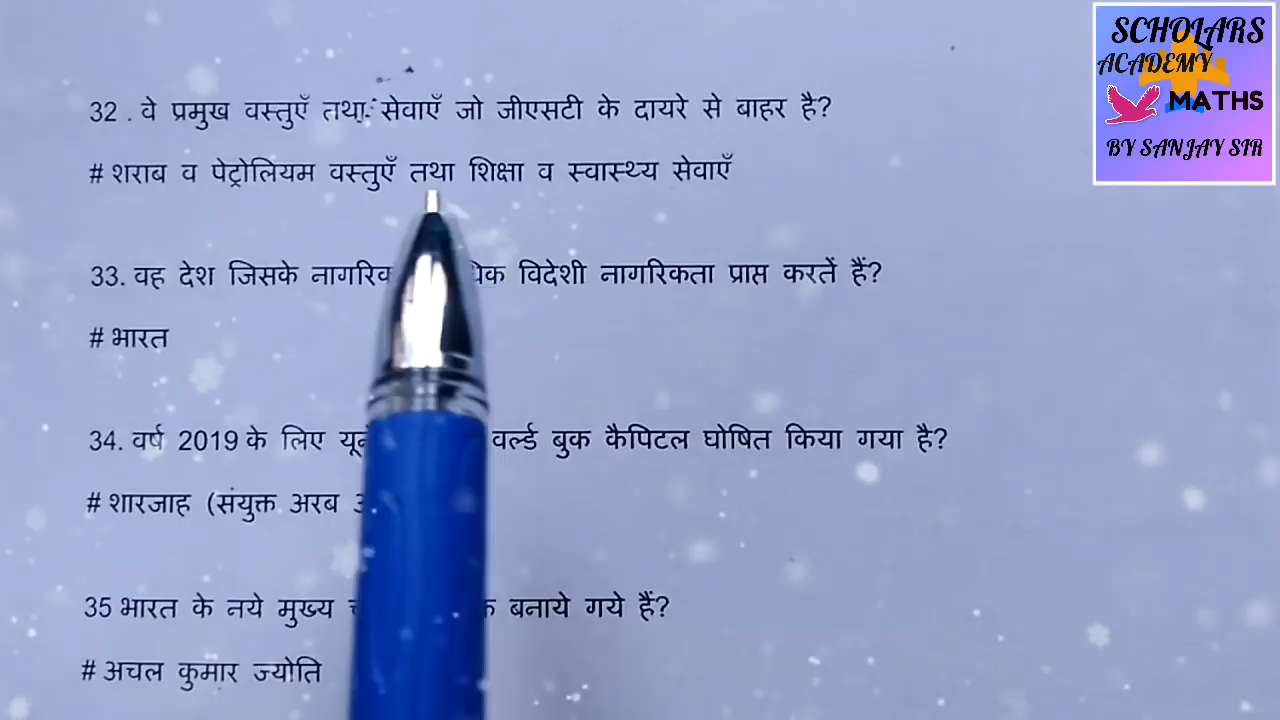 SCHOLARS
ACADEMY
MATHS
BY SANJAY SIR
32 . वे प्रमुख वस्तुएँ तथा सेवाएँ जो जीएसटी के दायरे से बाहर है?
# शराब व पेट्रोलियम वस्तुएँ तथा शिक्षा व स्वास्थ्य सेवाएँ
33. वह देश जिसके विदेशी नागरिकता प्राप्त करतें हैं?
# भारत
34. वर्ष 2019 के लिए वर्ल्ड बुक कैपिटल घोषित किया गया है?
# शारजाह (संयुक्त अरब
35 भारत के नये मुख्य बनाये गये हैं?
# अचल कुमार ज्योति